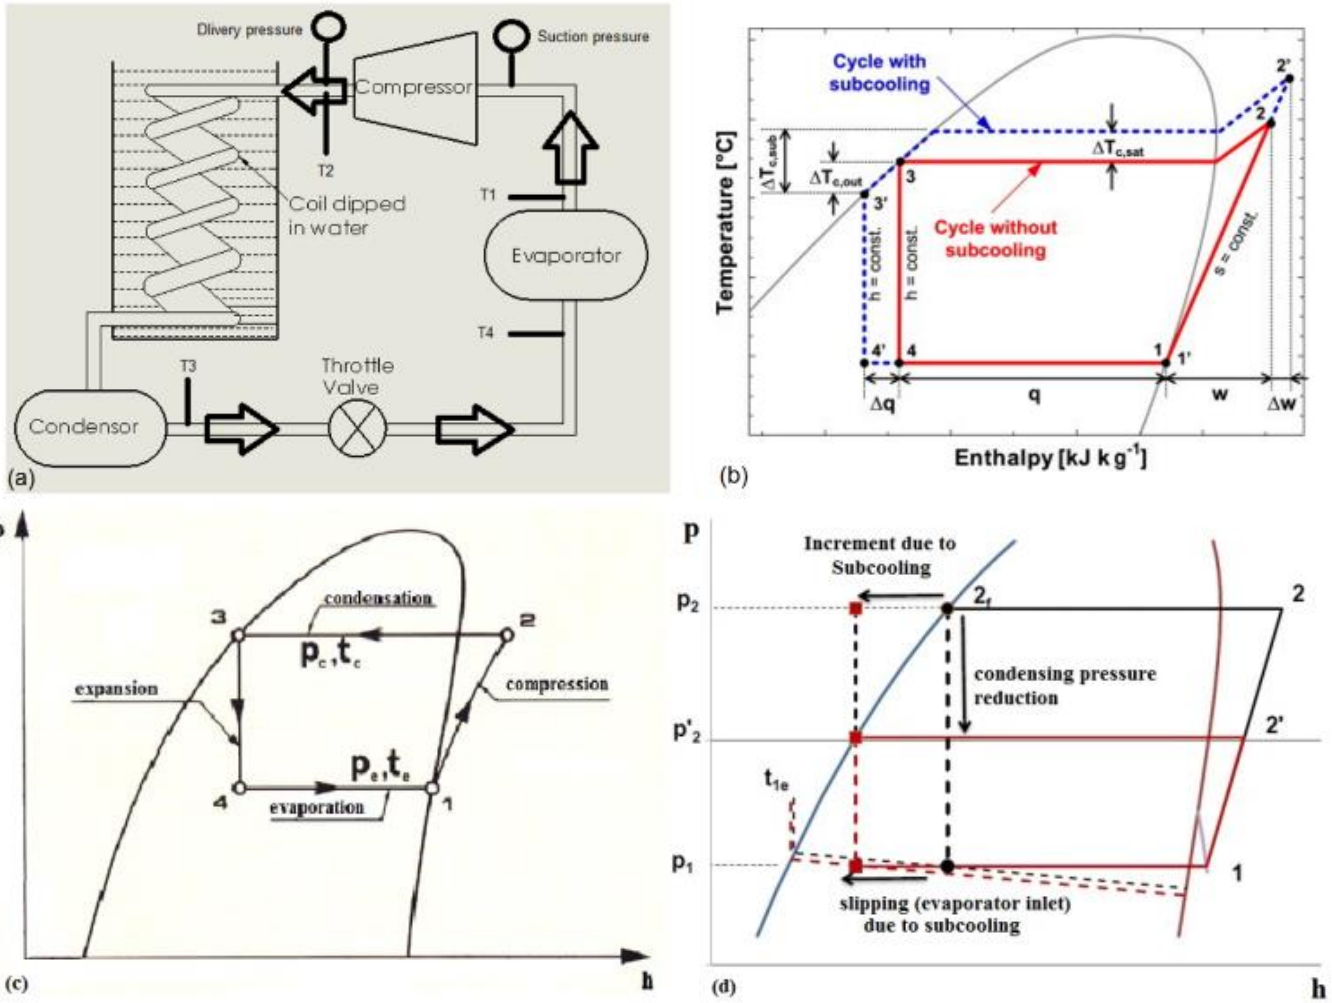 Dlivery pressure
Suction pressure
Compressor
T2
Coil dipped
in water
T1
Evaporator
T4
T3
Throttle
Valve
Condensor
(a)
Temperature [°C]
Cycle with
subcooling
2'
2
ΔTc,sub
ΔTc,out
ΔTc,sat
3
3'
Cycle without
subcooling
h = const.
h = const.
s = const.
4'
4
1
1'
Δq
q
w
Δw
Enthalpy [kJ kg-1]
(b)
3
condensation
2
pc,tc
expansion
compression
pe,te
4
evaporation
1
h
(c)
p
Increment due to
Subcooling
p2
2f
2
condensing pressure
reduction
p'2
2'
t1e
p1
1
slipping (evaporator inlet)
due to subcooling
h
(d)